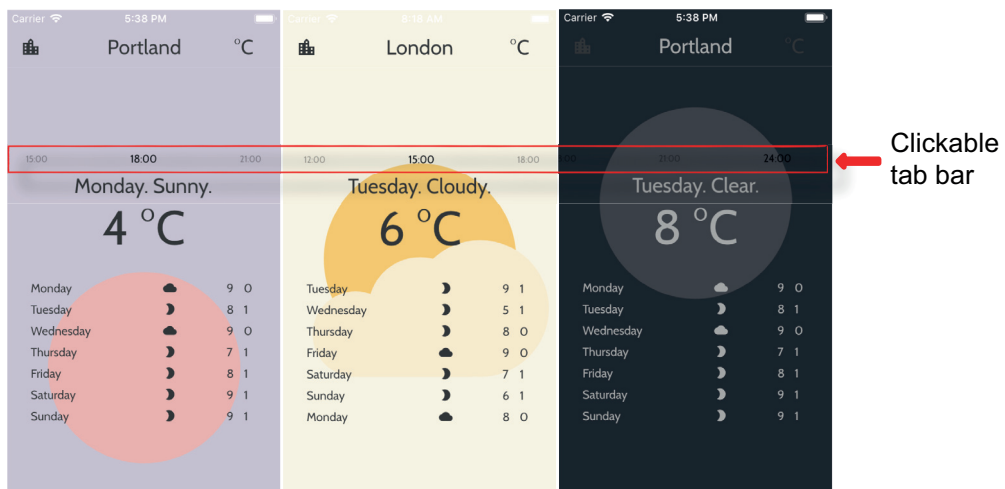 Carrier 5:38 PM
Portland °C
15:00 18:00 21:00
Monday. Sunny.
4 °C
Monday 9 0
Tuesday 8 1
Wednesday 9 0
Thursday 7 1
Friday 8 1
Saturday 9 1
Sunday 9 1
Carrier 8:18 AM
London °C
12:00 15:00 18:00
Tuesday. Cloudy.
6 °C
Tuesday 9 1
Wednesday 5 1
Thursday 8 0
Friday 9 0
Saturday 7 1
Sunday 6 1
Monday 8 0
Carrier 5:38 PM
Portland °C
21:00 24:00
Tuesday. Clear.
8 °C
Monday 9 0
Tuesday 8 1
Wednesday 9 0
Thursday 7 1
Friday 8 1
Saturday 9 1
Sunday 9 1
Clickable
tab bar